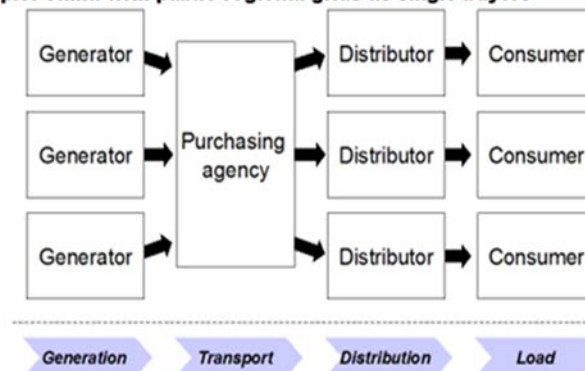 Generator
Distributor
Consumer
Generator
Purchasing
agency
Distributor
Consumer
Generator
Distributor
Consumer
Generation
Transport
Distribution
Load